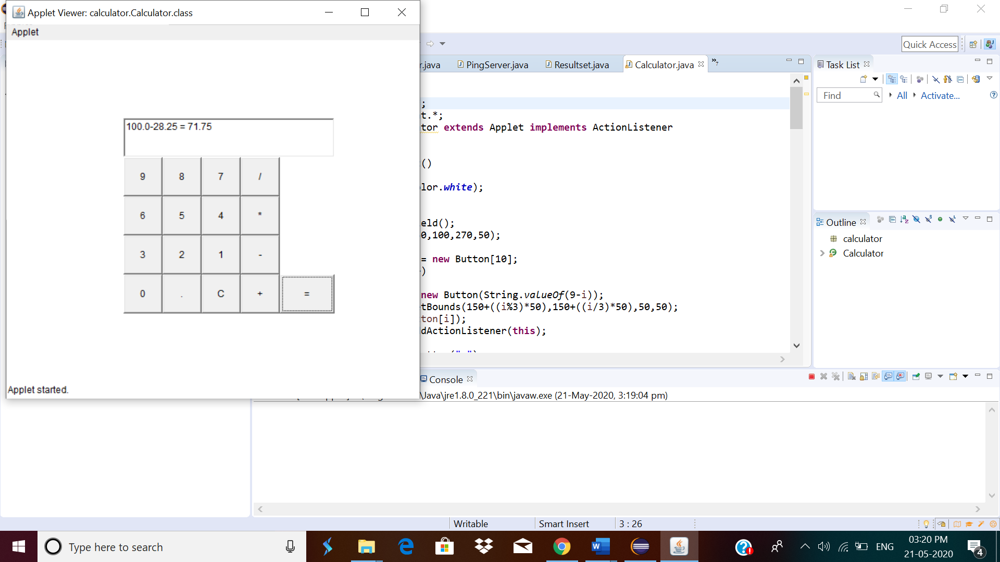 Applet Viewer: calculator.Calculator.class
Applet
100.0-28.25 = 71.75
9 8 7 /
6 5 4 *
3 2 1 -
0 . C + =
Applet started.
Quick Access
r.java PingServer.java Resultset.java Calculator.java »7
;
t.*;
tor extends Applet implements ActionListener
()
lor.white);
eld();
0,100,270,50);
= new Button[10];
)
new Button(String.valueOf(9-i));
tBounds(150+((i%3)*50),150+((i/3)*50),50,50);
ton[i]);
dActionListener(this);
Task List
Find All Activate...
Outline
calculator
Calculator
Console
\Java\jre1.8.0_221\bin\javaw.exe (21-May-2020, 3:19:04 pm)
Writable Smart Insert 3 : 26
Type here to search
ENG
03:20 PM
21-05-2020
4